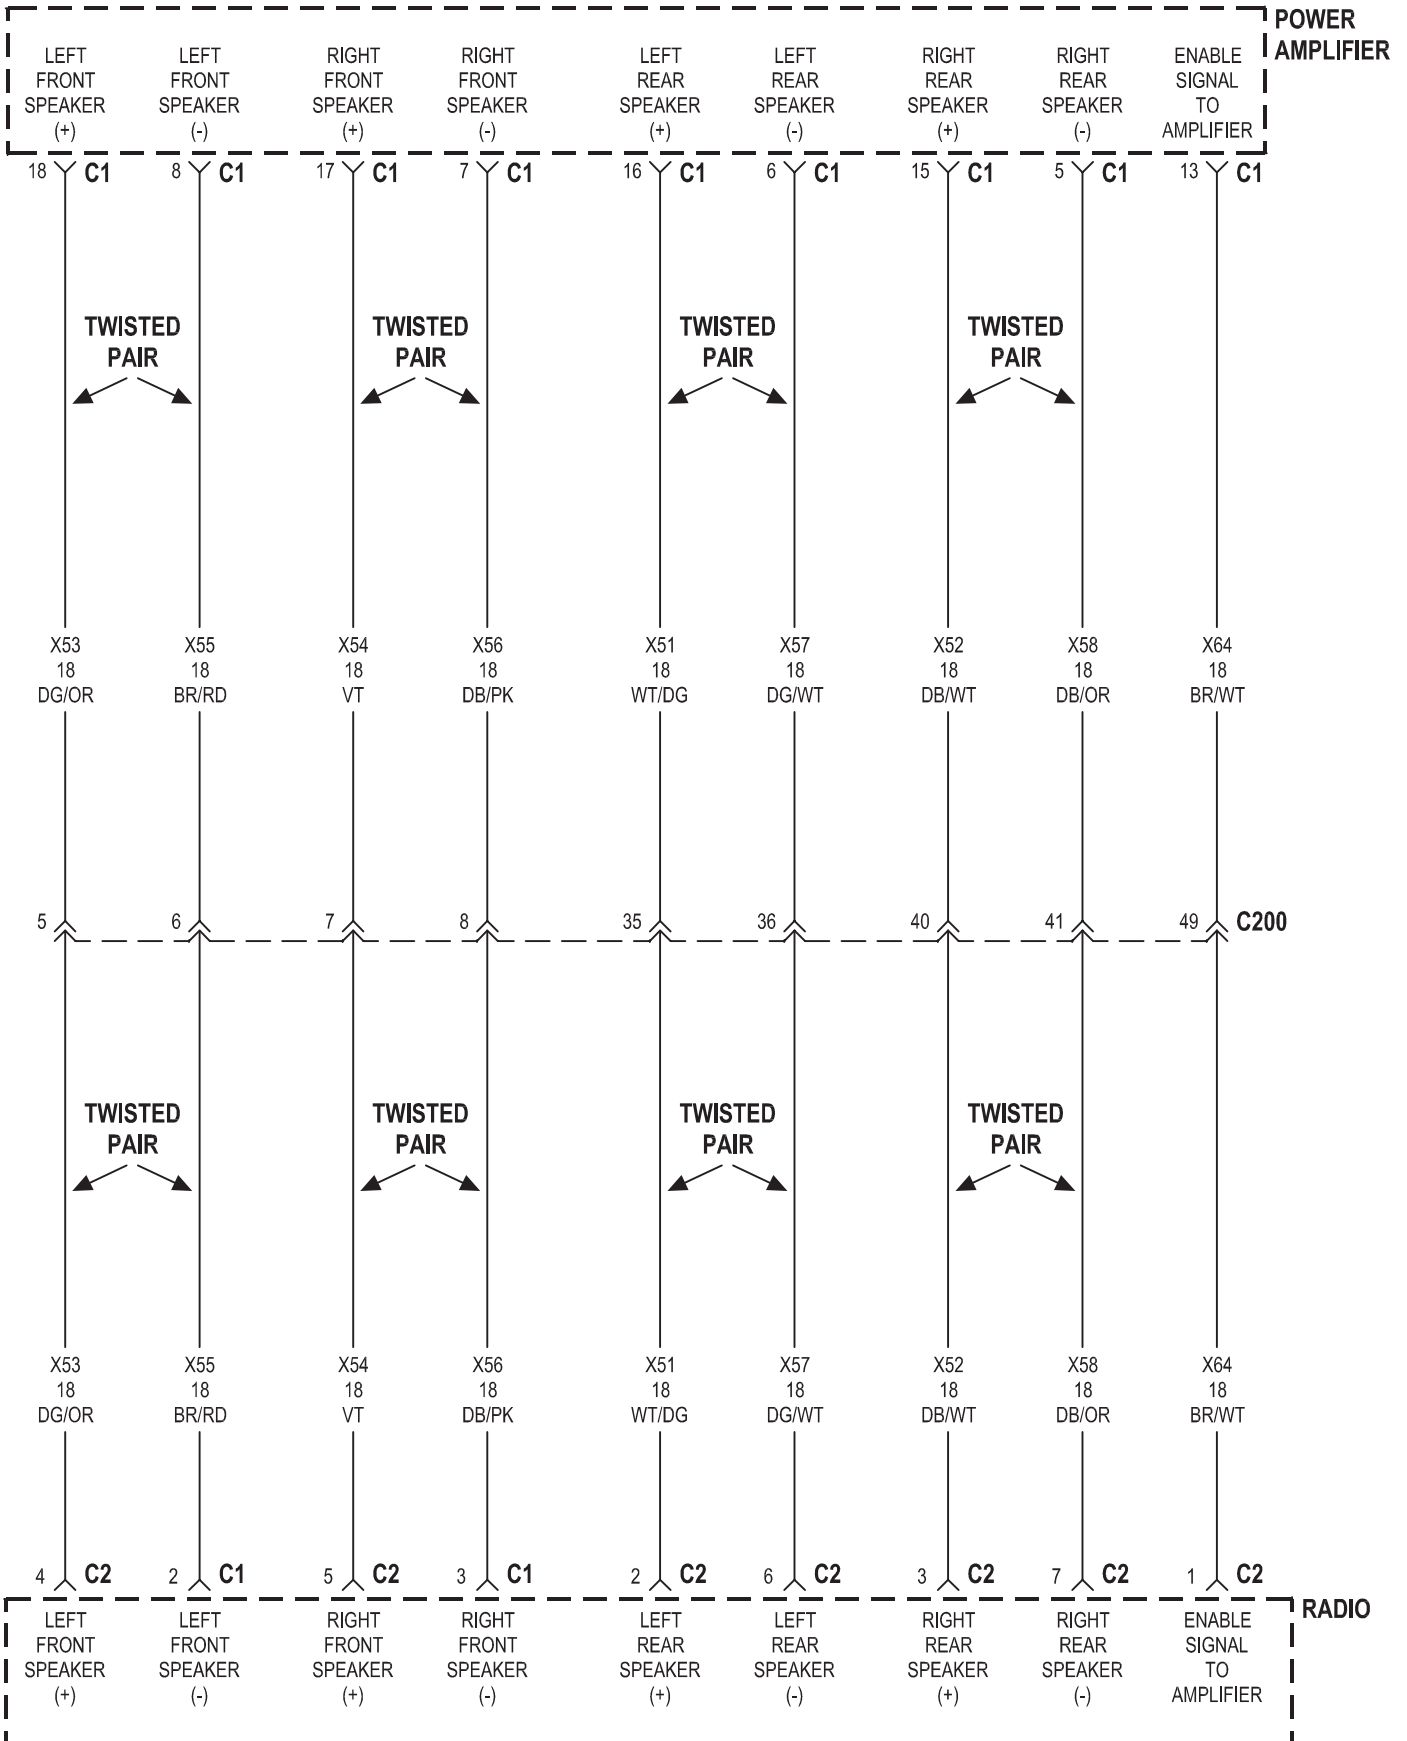 POWER
AMPLIFIER
LEFT LEFT RIGHT RIGHT LEFT LEFT RIGHT RIGHT ENABLE
FRONT FRONT FRONT FRONT REAR REAR REAR REAR SIGNAL
SPEAKER SPEAKER SPEAKER SPEAKER SPEAKER SPEAKER SPEAKER SPEAKER TO
(+) (-) (+) (-) (+) (-) (+) (-) AMPLIFIER
18 C1 8 C1 17 C1 7 C1 16 C1 6 C1 15 C1 5 C1 13 C1
TWISTED TWISTED TWISTED TWISTED
PAIR PAIR PAIR PAIR
X53 X55 X54 X56 X51 X57 X52 X58 X64
18 18 18 18 18 18 18 18 18
DG/OR BR/RD VT DB/PK WT/DG DG/WT DB/WT DB/OR BR/WT
5 6 7 8 35 36 40 41 49 C200
TWISTED TWISTED TWISTED TWISTED
PAIR PAIR PAIR PAIR
X53 X55 X54 X56 X51 X57 X52 X58 X64
18 18 18 18 18 18 18 18 18
DG/OR BR/RD VT DB/PK WT/DG DG/WT DB/WT DB/OR BR/WT
4 C2 2 C1 5 C2 3 C1 2 C2 6 C2 3 C2 7 C2 1 C2
RADIO
LEFT LEFT RIGHT RIGHT LEFT LEFT RIGHT RIGHT ENABLE
FRONT FRONT FRONT FRONT REAR REAR REAR REAR SIGNAL
SPEAKER SPEAKER SPEAKER SPEAKER SPEAKER SPEAKER SPEAKER SPEAKER TO
(+) (-) (+) (-) (+) (-) (+) (-) AMPLIFIER